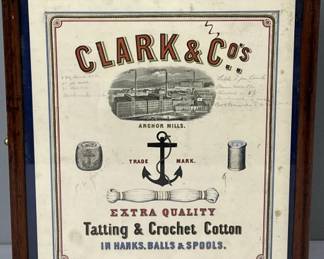 CLARK & Co's
ANCHOR MILLS.
TRADE MARK.
EXTRA QUALITY
Tatting & Crochet Cotton
IN HANKS, BALLS & SPOOLS.